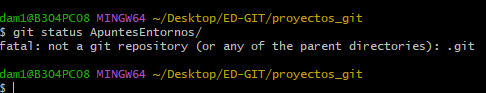 dam1@B304PC08 MINGW64 ~/Desktop/ED-GIT/proyectos_git
$ git status ApuntesEntornos/
fatal: not a git repository (or any of the parent directories): .git
dam1@B304PC08 MINGW64 ~/Desktop/ED-GIT/proyectos_git
$